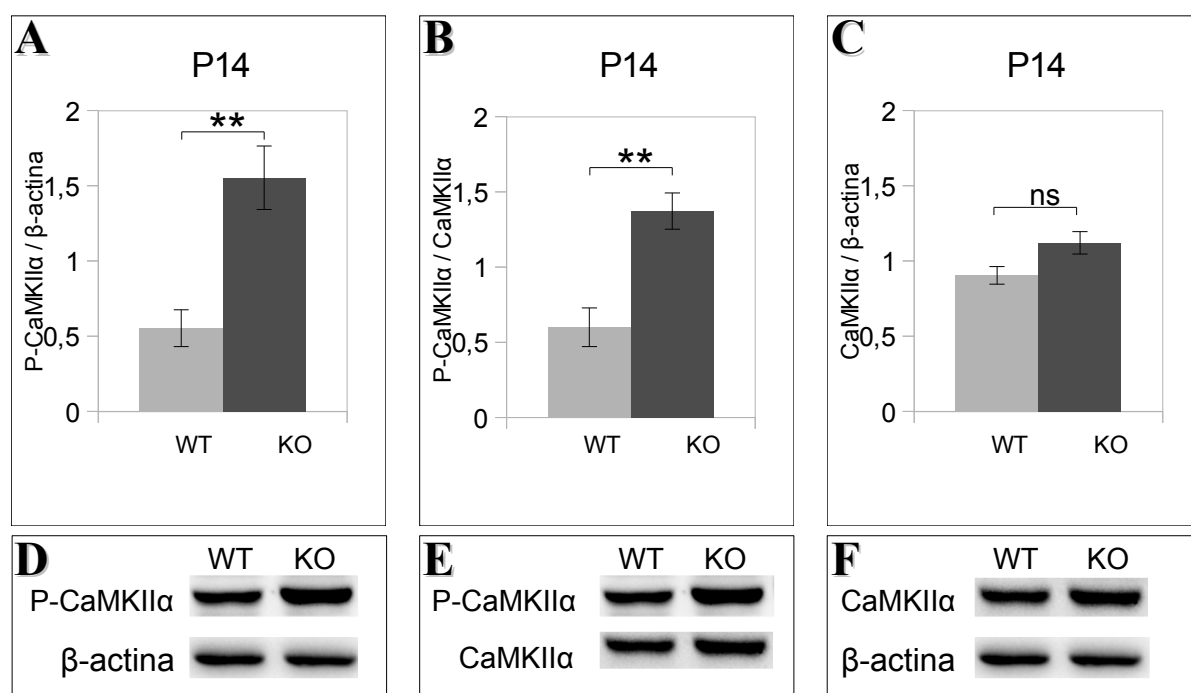 A
P14
2
1,5
1
0,5
0
P-CaMKIIα / β-actina
**
WT KO
B
P14
2
1,5
1
0,5
0
P-CaMKIIα / CaMKIIα
**
WT KO
C
P14
2
1,5
1
0,5
0
CaMKIIα / β-actina
ns
WT KO
D
WT KO
P-CaMKIIα
β-actina
E
WT KO
P-CaMKIIα
CaMKIIα
F
WT KO
CaMKIIα
β-actina